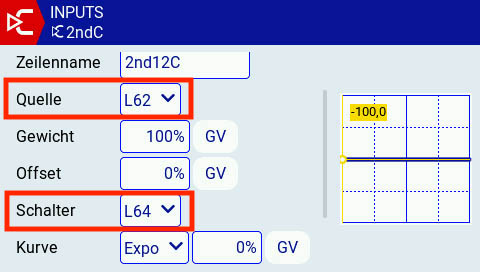 INPUTS
2ndC
Zeilenname 2nd12C
Quelle L62
Gewicht 100% GV
-100,0
Offset 0% GV
Schalter L64
Kurve Expo 0% GV